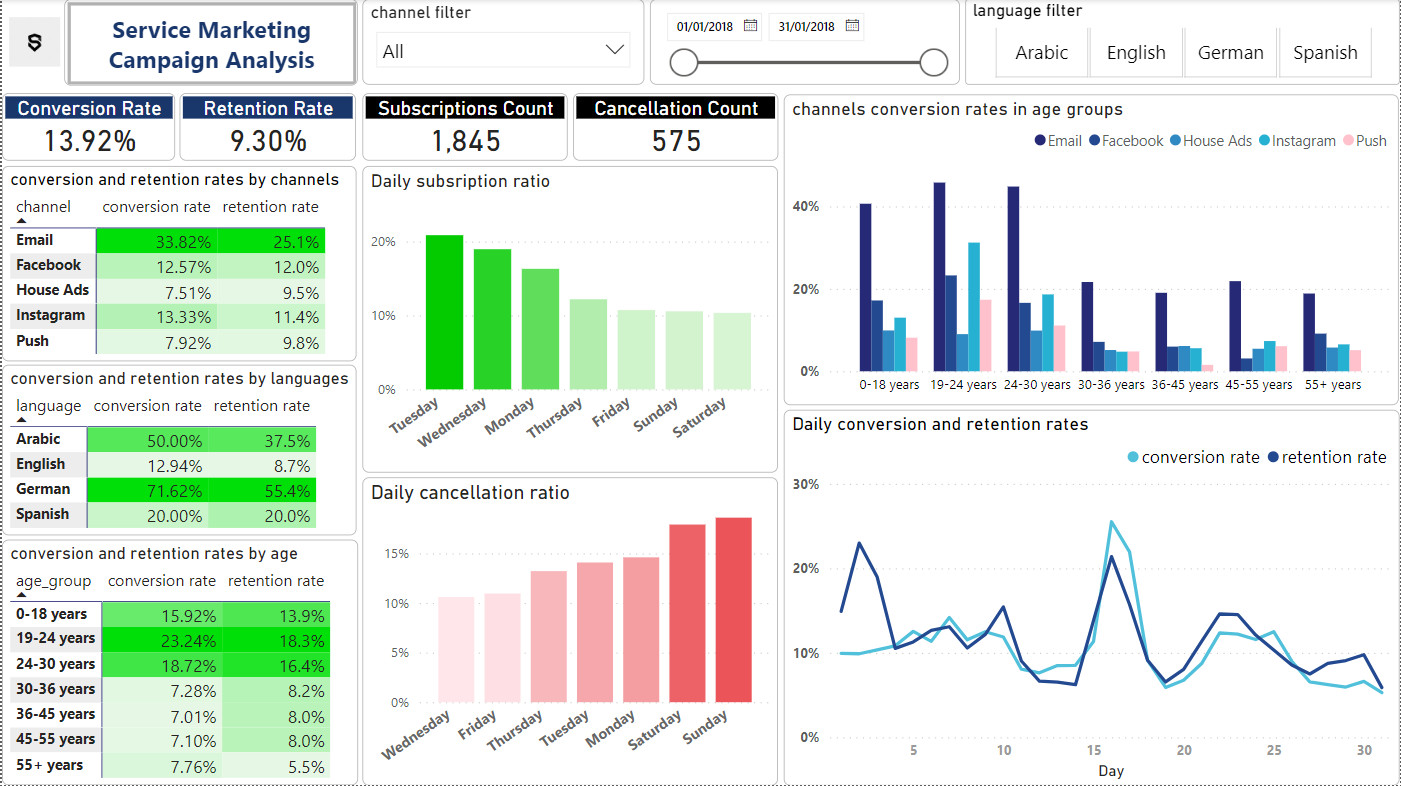 Service Marketing
Campaign Analysis
channel filter
All
01/01/2018 31/01/2018
language filter
Arabic English German Spanish
Conversion Rate
13.92%
Retention Rate
9.30%
Subscriptions Count
1,845
Cancellation Count
575
conversion and retention rates by channels
channel conversion rate retention rate
Email 33.82% 25.1%
Facebook 12.57% 12.0%
House Ads 7.51% 9.5%
Instagram 13.33% 11.4%
Push 7.92% 9.8%
conversion and retention rates by languages
language conversion rate retention rate
Arabic 50.00% 37.5%
English 12.94% 8.7%
German 71.62% 55.4%
Spanish 20.00% 20.0%
conversion and retention rates by age
age_group conversion rate retention rate
0-18 years 15.92% 13.9%
19-24 years 23.24% 18.3%
24-30 years 18.72% 16.4%
30-36 years 7.28% 8.2%
36-45 years 7.01% 8.0%
45-55 years 7.10% 8.0%
55+ years 7.76% 5.5%
Daily subsription ratio
20%
10%
0%
Tuesday Wednesday Monday Thursday Friday Sunday Saturday
Daily cancellation ratio
15%
10%
5%
0%
Wednesday Friday Thursday Tuesday Monday Saturday Sunday
channels conversion rates in age groups
Email Facebook House Ads Instagram Push
40%
20%
0%
0-18 years 19-24 years 24-30 years 30-36 years 36-45 years 45-55 years 55+ years
Daily conversion and retention rates
conversion rate retention rate
30%
20%
10%
0%
5 10 15 20 25 30
Day